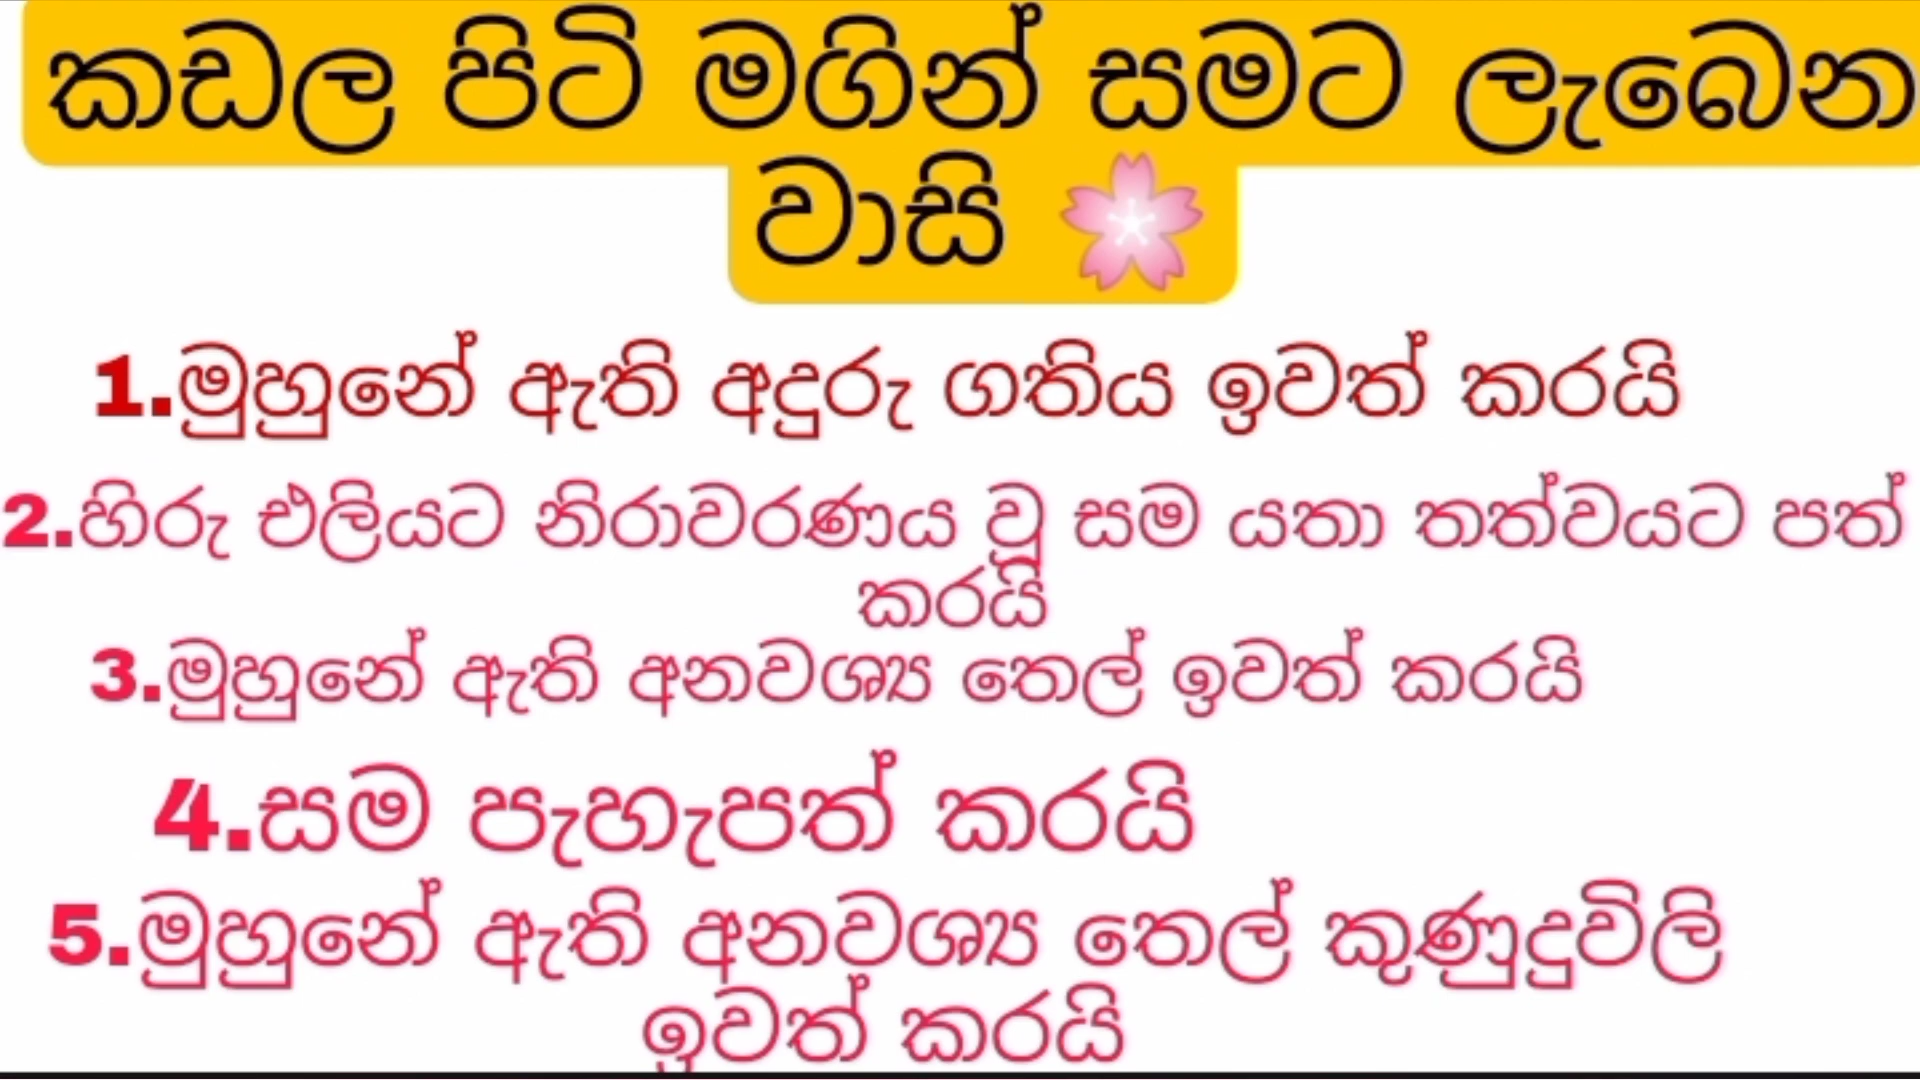 කඩල පිටි මගින් සමට ලැබෙන
වාසි 🌸
1.මුහුනේ ඇති අදුරු ගතිය ඉවත් කරයි
2.හිරු එලියට නිරාවරණය වූ සම යතා තත්වයට පත්
කරයි
3.මුහුනේ ඇති අනවශ්‍ය තෙල් ඉවත් කරයි
4.සම පැහැපත් කරයි
5.මුහුනේ ඇති අනවශ්‍ය තෙල් කුණුදුවිලි
ඉවත් කරයි